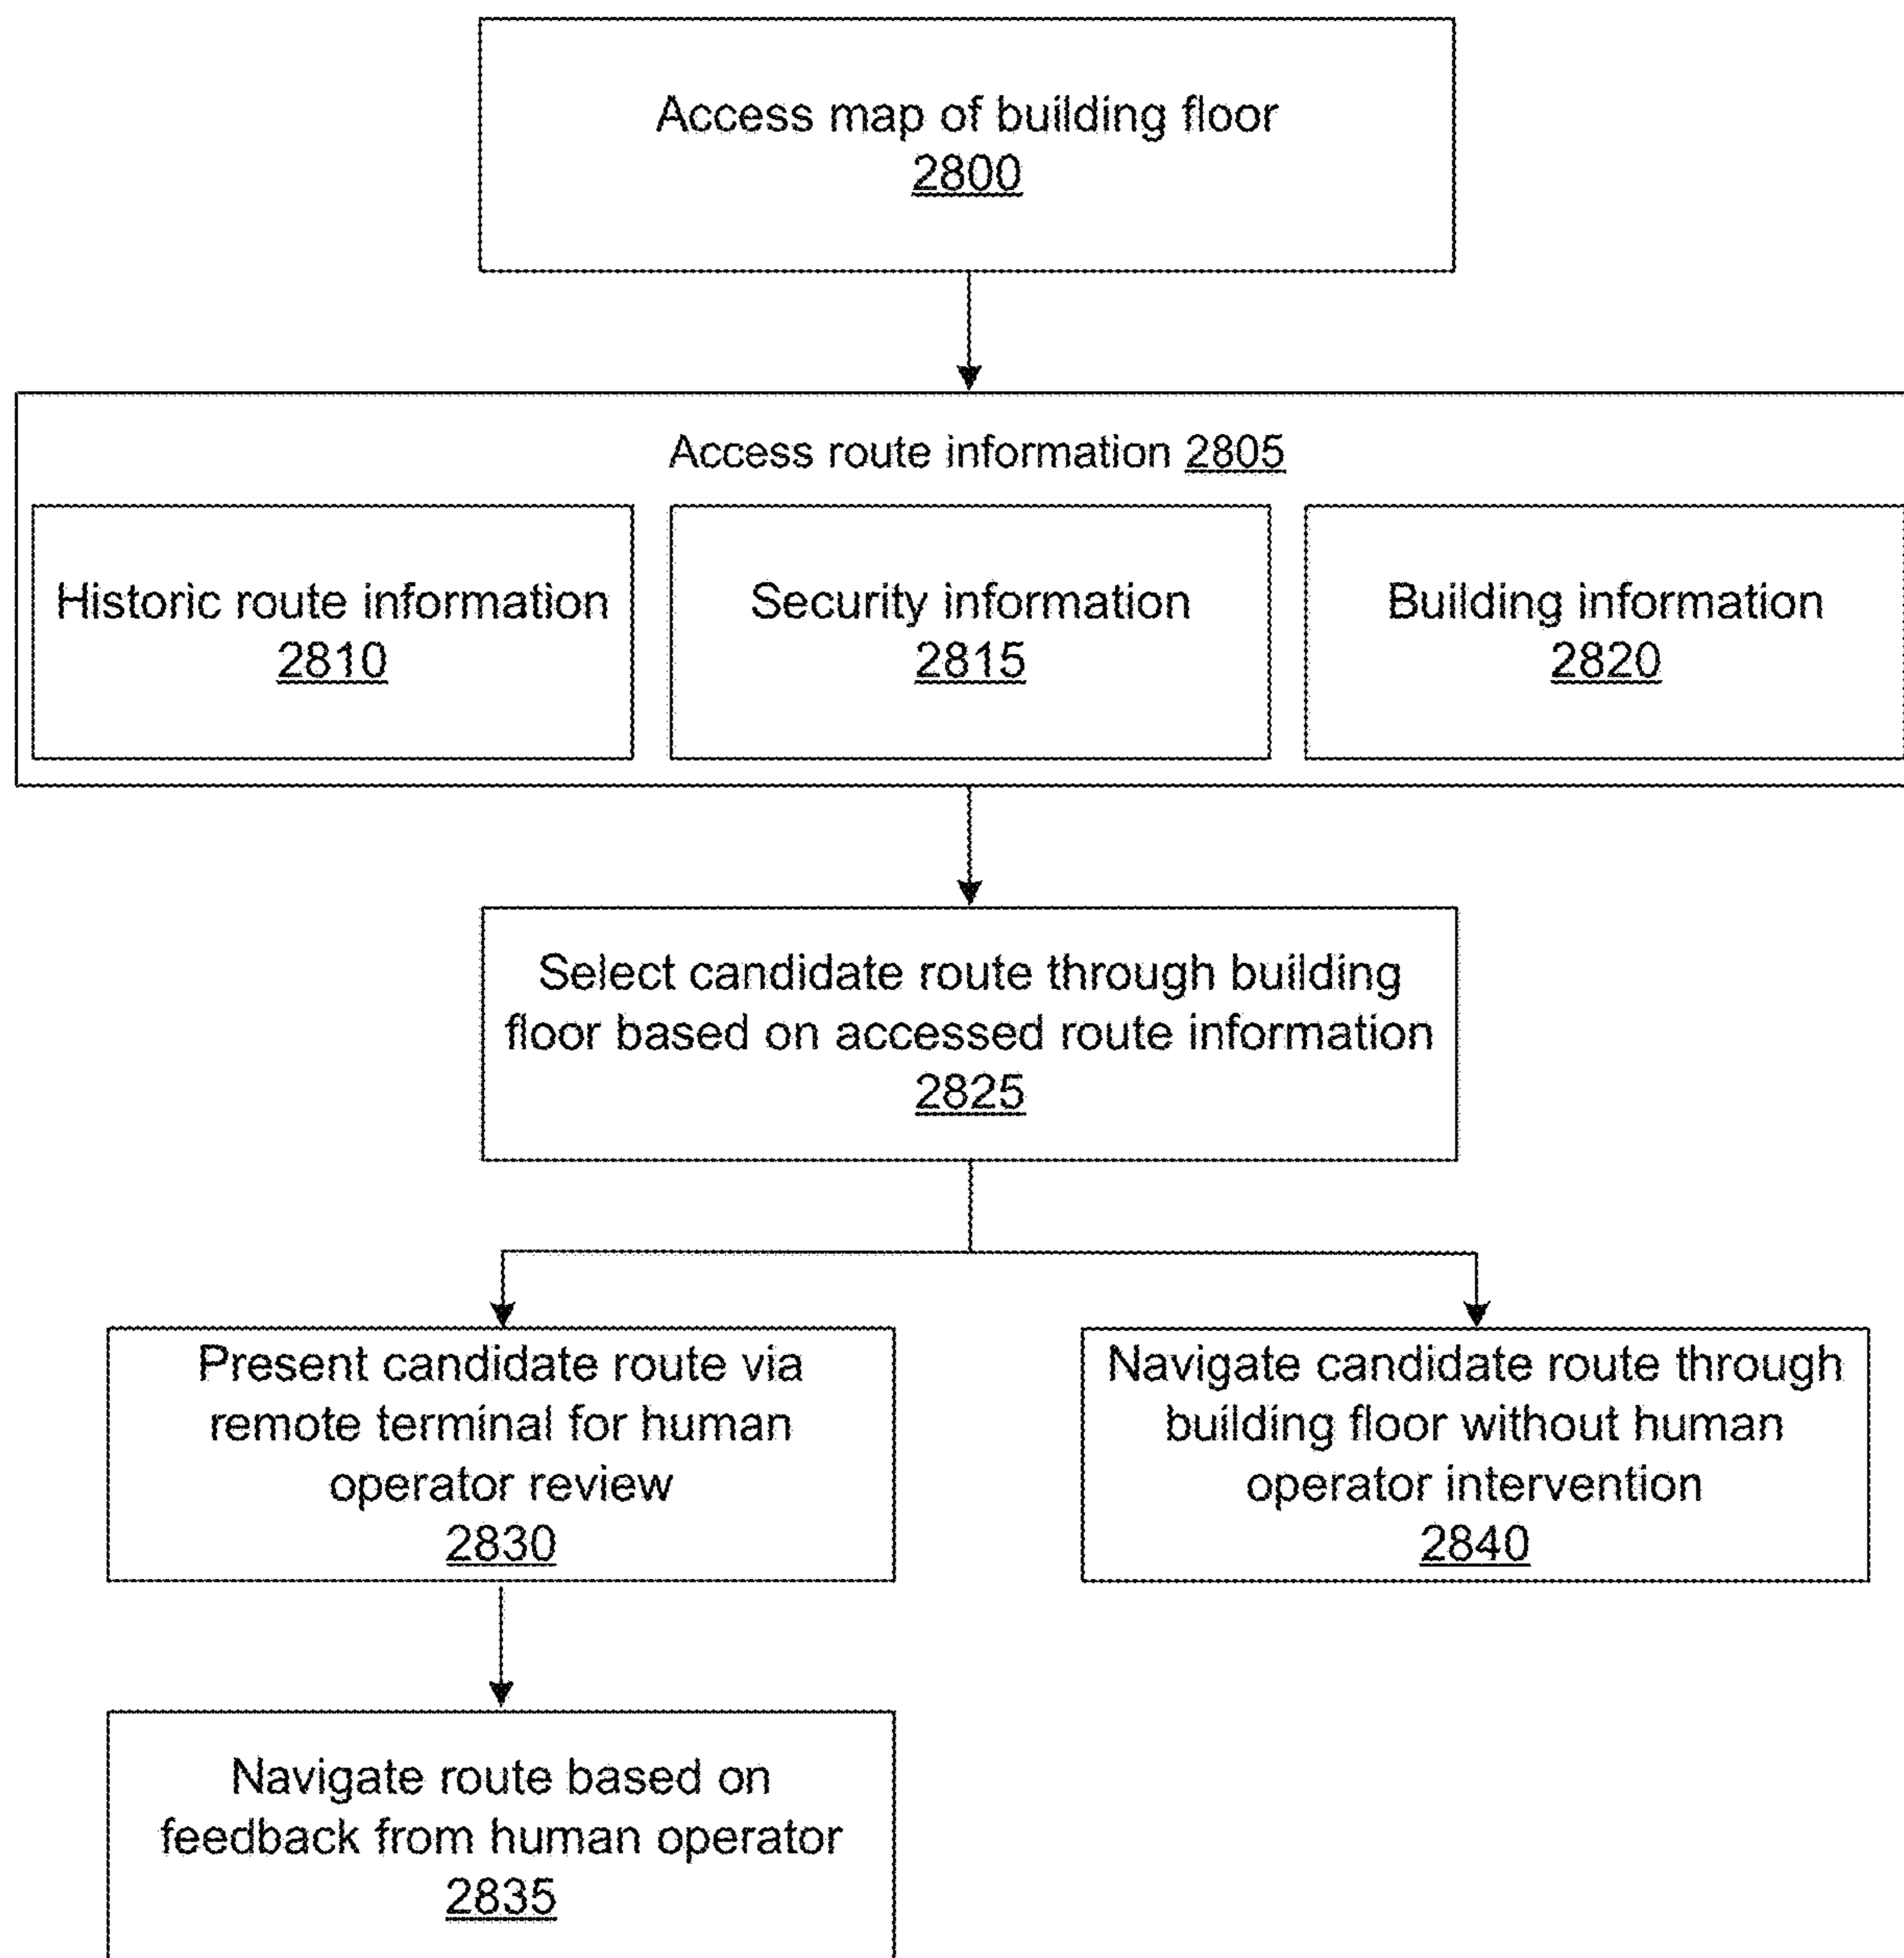 Access map of building floor
2800
Access route information 2805
Historic route information
2810
Security information
2815
Building information
2820
Select candidate route through building
floor based on accessed route information
2825
Present candidate route via
remote terminal for human
operator review
2830
Navigate candidate route through
building floor without human
operator intervention
2840
Navigate route based on
feedback from human operator
2835